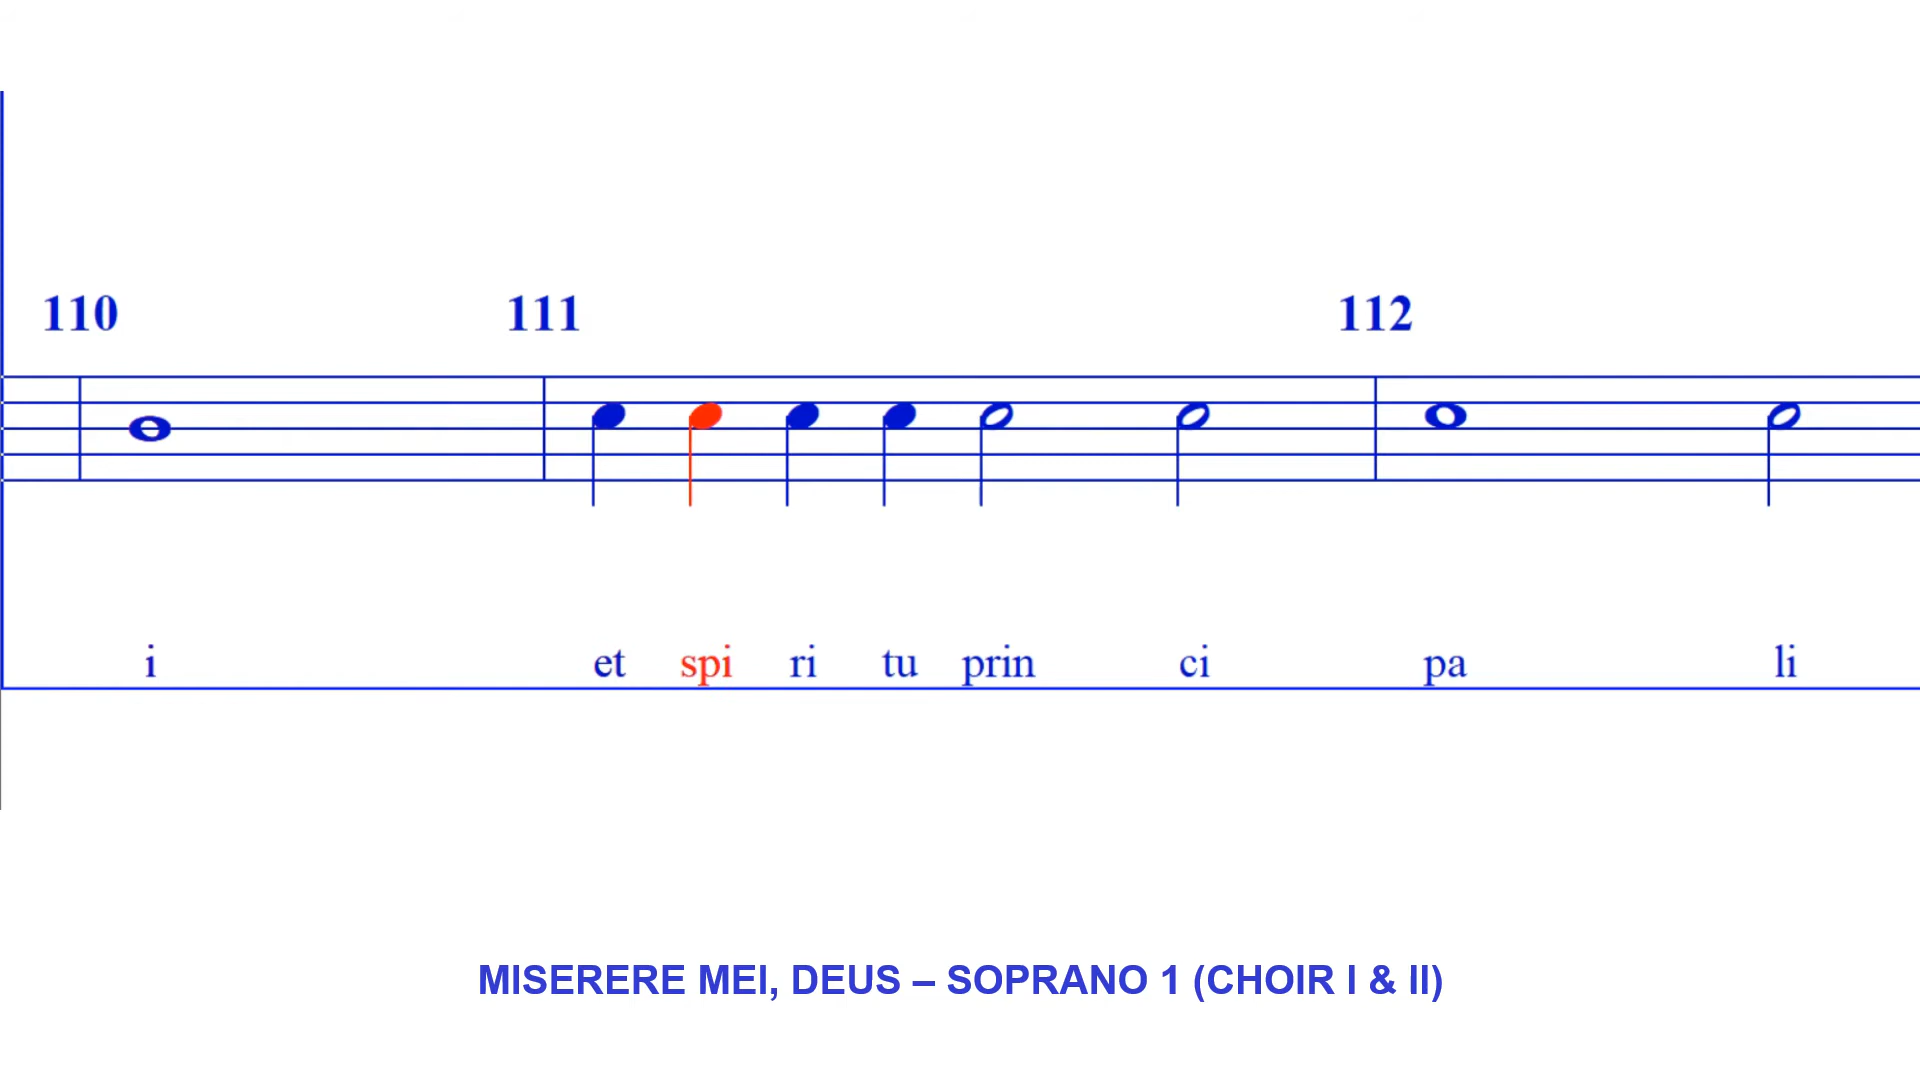 110 111 112
i et spi ri tu prin ci pa li
MISERERE MEI, DEUS – SOPRANO 1 (CHOIR I & II)